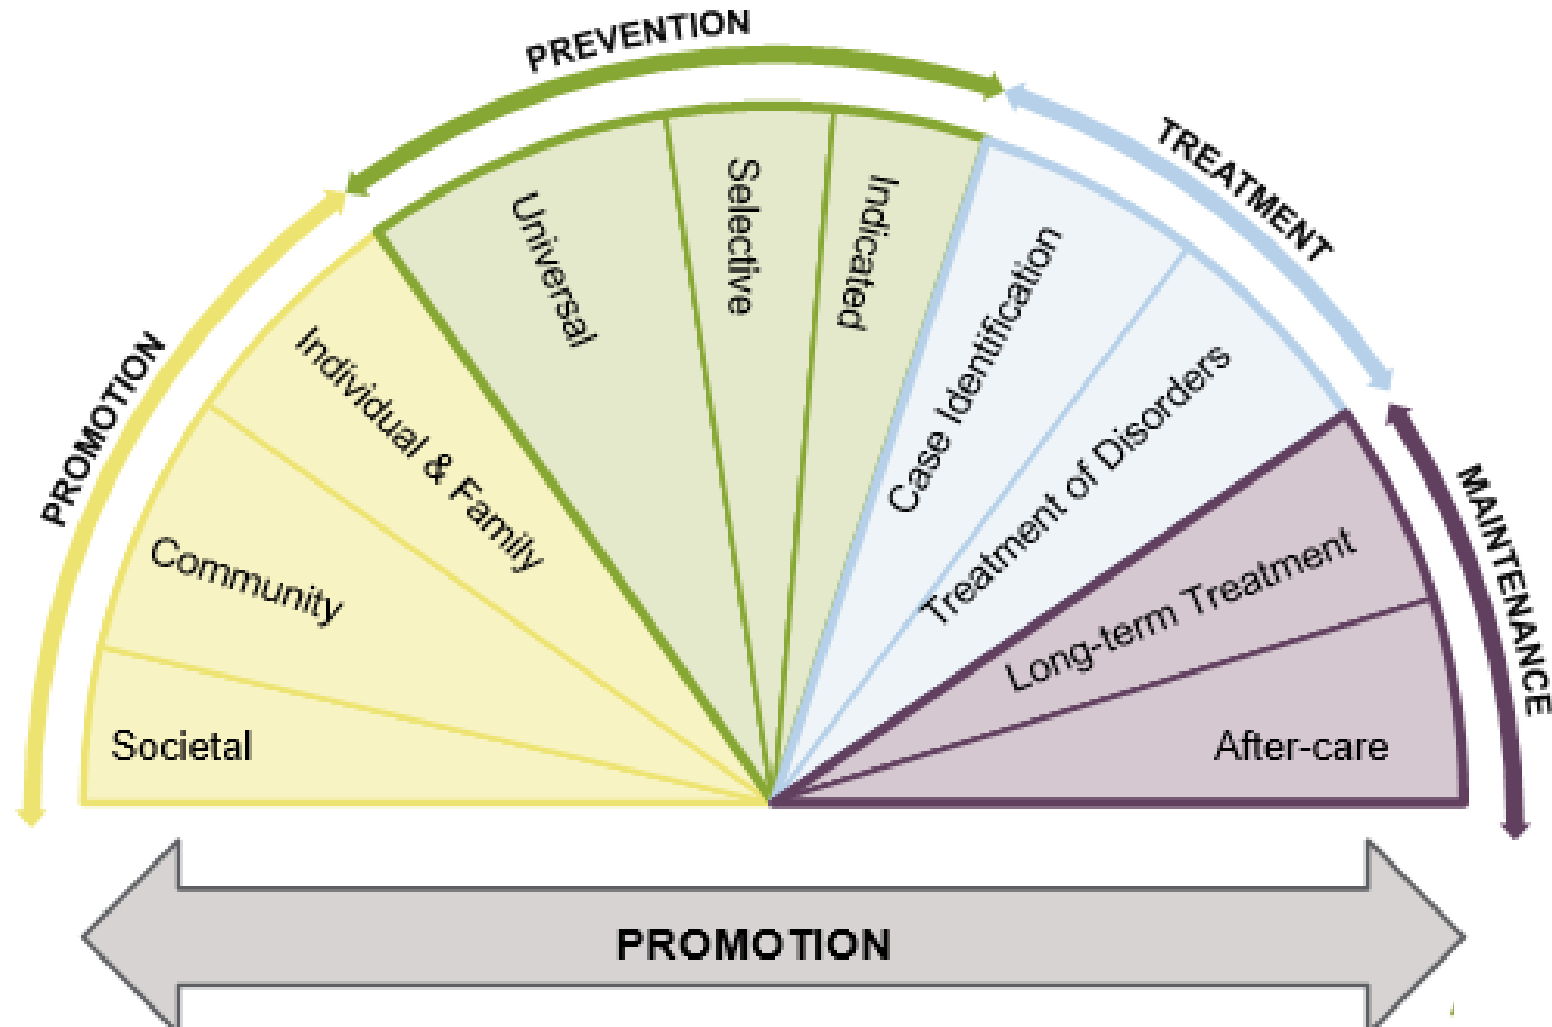 PREVENTION
TREATMENT
PROMOTION
MAINTENANCE
Societal
Community
Individual & Family
Universal
Selective
Indicated
Case Identification
Treatment of Disorders
Long-term Treatment
After-care
PROMOTION